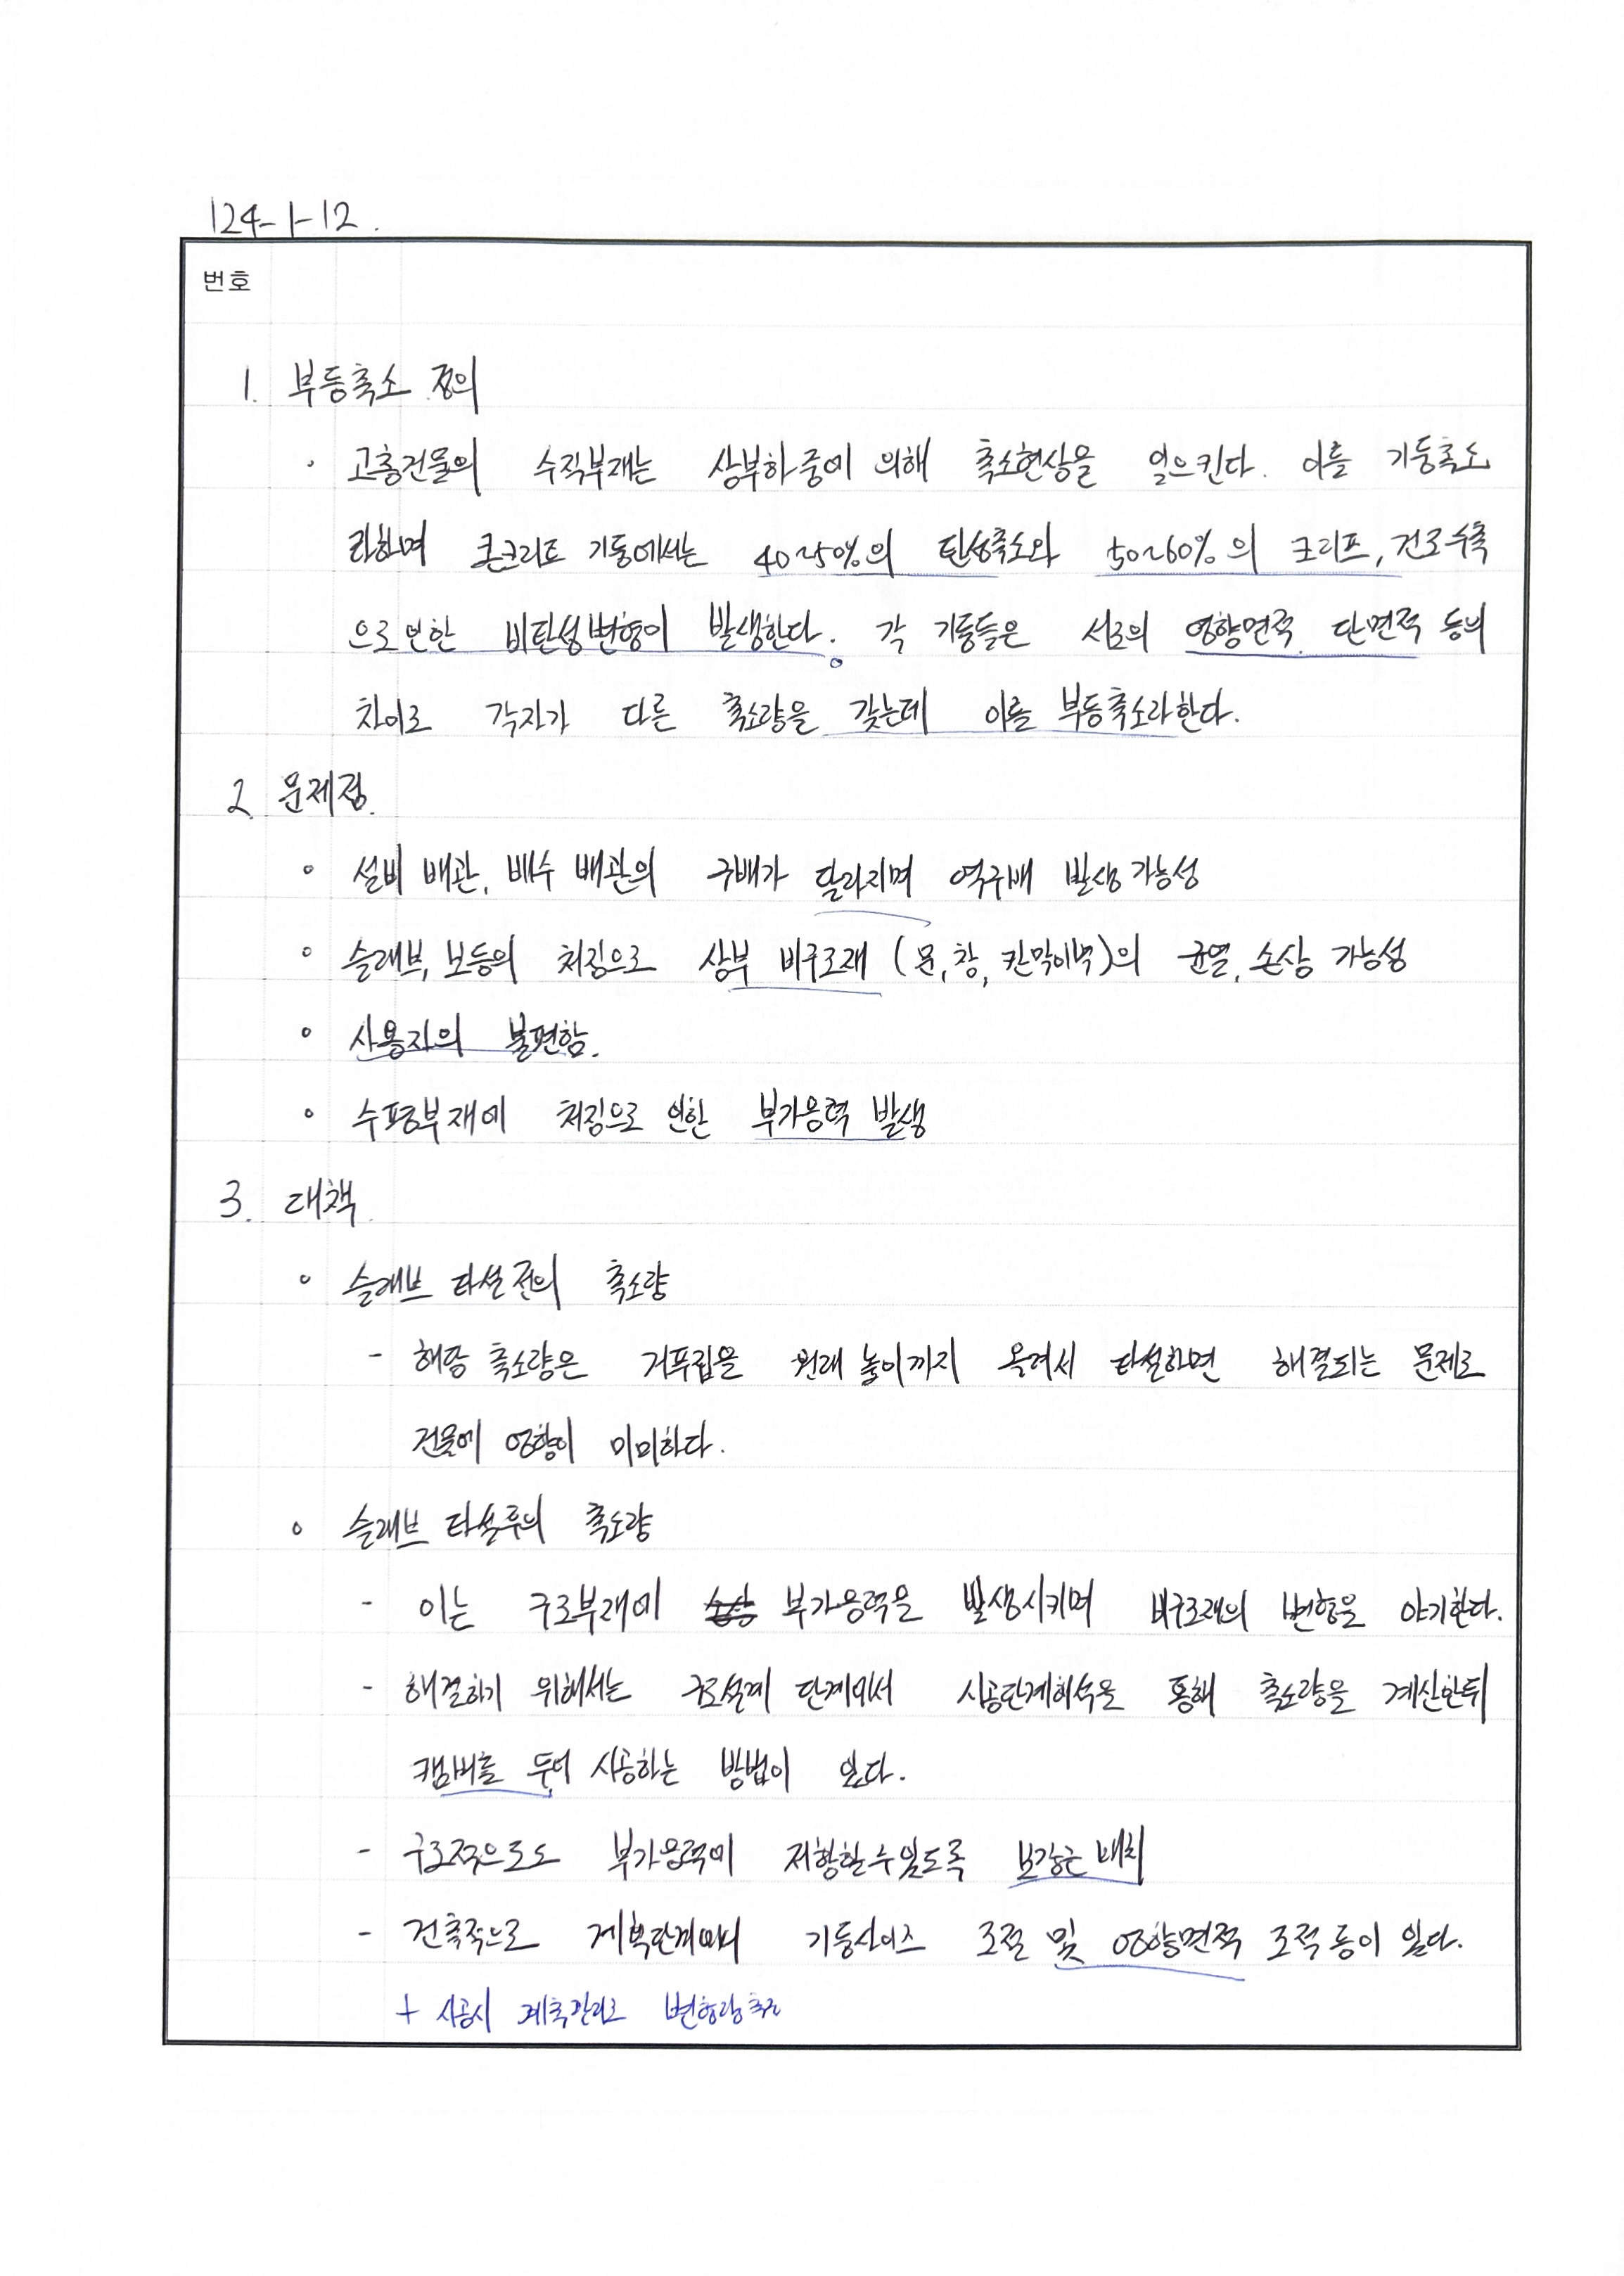 124-1-12.
번호
1. 부등축소 정의
· 고층건물의 수직부재는 상부하중에 의해 축소현상을 일으킨다. 이를 기둥축소
라하며 콘크리트 기둥에서는 40~50%의 탄성축소와 50~60%의 크리프, 건조수축
으로 인한 비탄성변형이 발생한다. 각 기둥들은 서로의 영향면적, 단면적 등의
차이로 각자가 다른 축소량을 갖는데 이를 부등축소라한다.
2. 문제점.
◦ 설비 배관, 배수 배관의 구배가 달라지며 역구배 발생 가능성
◦ 슬래브, 보등의 처짐으로 상부 비구조재 (문, 창, 칸막이벽)의 균열, 손상 가능성
◦ 사용자의 불편함.
◦ 수평부재에 처짐으로 인한 부가응력 발생
3. 대책
◦ 슬래브 타설전의 축소량
- 해당 축소량은 거푸집을 원래 높이까지 올려서 타설하면 해결되는 문제로
건물에 영향이 미미하다.
◦ 슬래브 타설후의 축소량
- 이는 구조부재에 부가응력을 발생시키며 비구조재의 변형을 야기한다.
- 해결하기 위해서는 구조설계 단계에서 시공단계해석을 통해 축소량을 계산한뒤
캠버를 두어 시공하는 방법이 있다.
- 구조적으로도 부가응력에 저항할수있도록 보강근 배치
- 건축적으로 계획단계에서 기둥사이즈 조절 및 영향면적 조적 등이 있다.
+ 시공시 계측관리로 변형량 측정